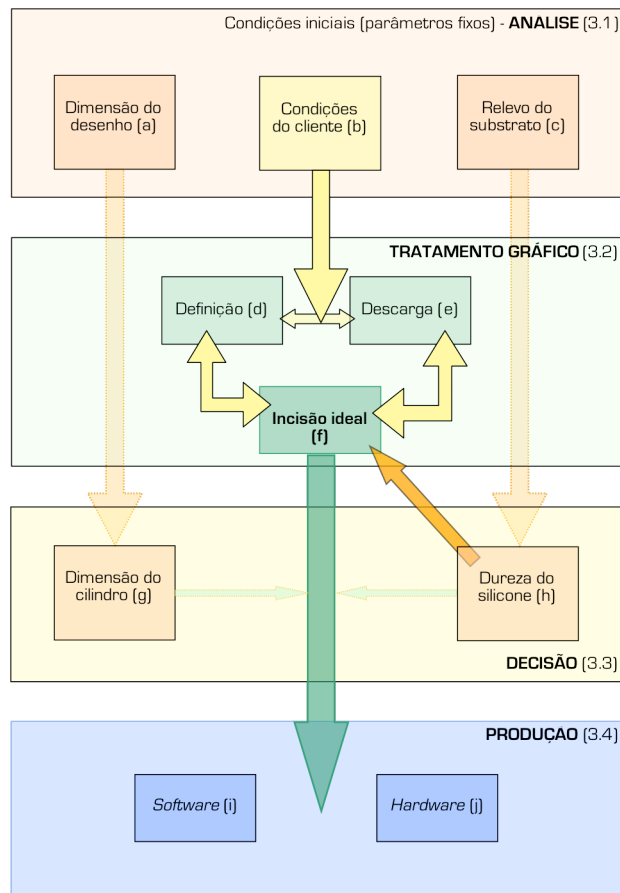 Condições iniciais (parâmetros fixos) - ANALISE (3.1)
Dimensão do
desenho (a)
Condições
do cliente (b)
Relevo do
substrato (c)
TRATAMENTO GRÁFICO (3.2)
Definição (d)
Descarga (e)
Incisão ideal
(f)
Dimensão do
cilindro (g)
Dureza do
silicone (h)
DECISÃO (3.3)
PRODUÇÃO (3.4)
Software (i)
Hardware (j)